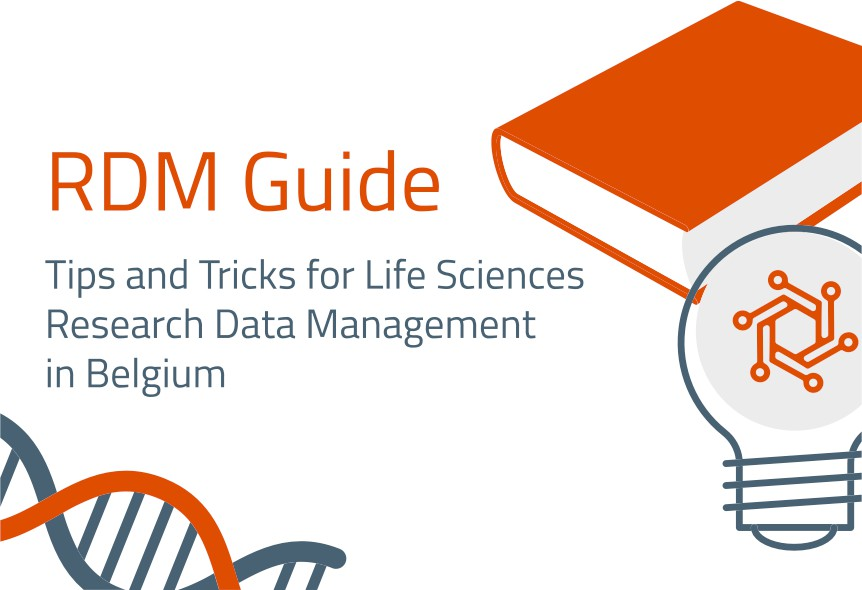 RDM Guide
Tips and Tricks for Life Sciences
Research Data Management
in Belgium